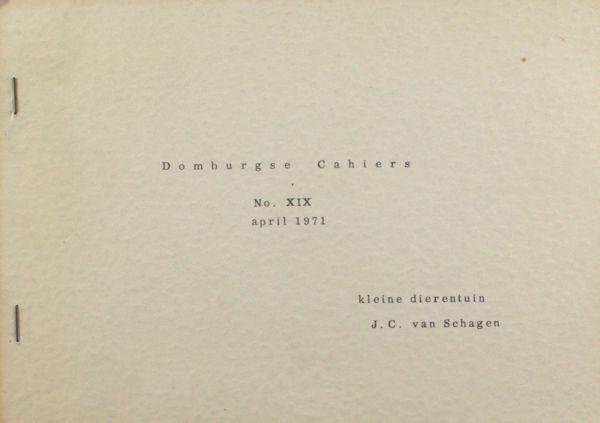 Domburgse Cahiers
No. XIX
april 1971
kleine dierentuin
J.C. van Schagen